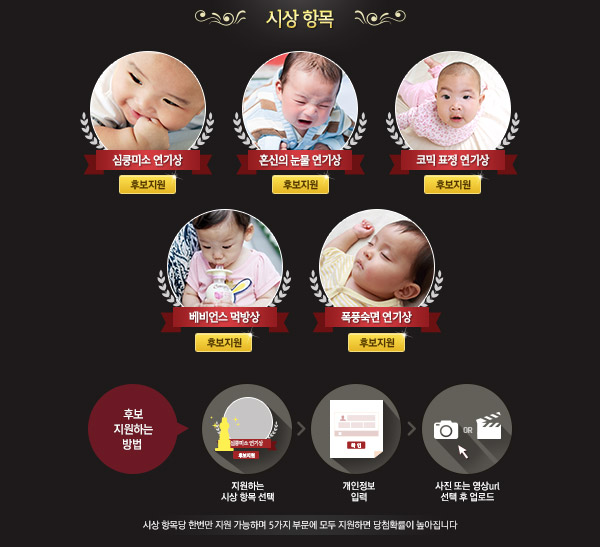 시상 항목
심쿵미소 연기상
혼신의 눈물 연기상
코믹 표정 연기상
후보지원
후보지원
후보지원
베비언스 먹방상
폭풍숙면 연기상
후보지원
후보지원
후보
지원하는
방법
심쿵미소 연기상
후보지원
확 인
OR
지원하는
시상 항목 선택
개인정보
입력
사진 또는 영상url
선택 후 업로드
시상 항목당 한번만 지원 가능하며 5가지 부문에 모두 지원하면 당첨확률이 높아집니다